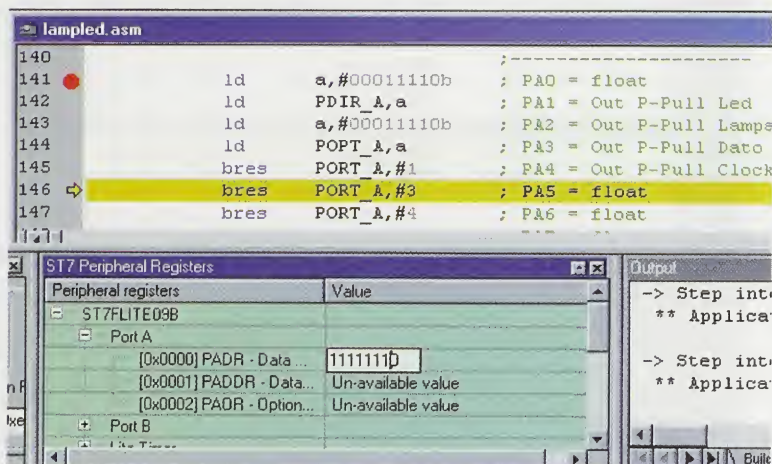 lampled.asm
140 ;----------------------
141 ld a,#00011110b ; PA0 = float
142 ld PDIR_A,a ; PA1 = Out P-Pull Led
143 ld a,#00011110b ; PA2 = Out P-Pull Lampa
144 ld POPT_A,a ; PA3 = Out P-Pull Dato
145 bres PORT_A,#1 ; PA4 = Out P-Pull Clock
146 bres PORT_A,#3 ; PA5 = float
147 bres PORT_A,#4 ; PA6 = float
ST7 Peripheral Registers
Peripheral registers Value
ST7FLITE09B
Port A
[0x0000] PADR - Data ... 11111110
[0x0001] PADDR - Data... Un-available value
[0x0002] PAOR - Option... Un-available value
Port B
Output
-> Step int
** Applica
-> Step int
** Applica
Build